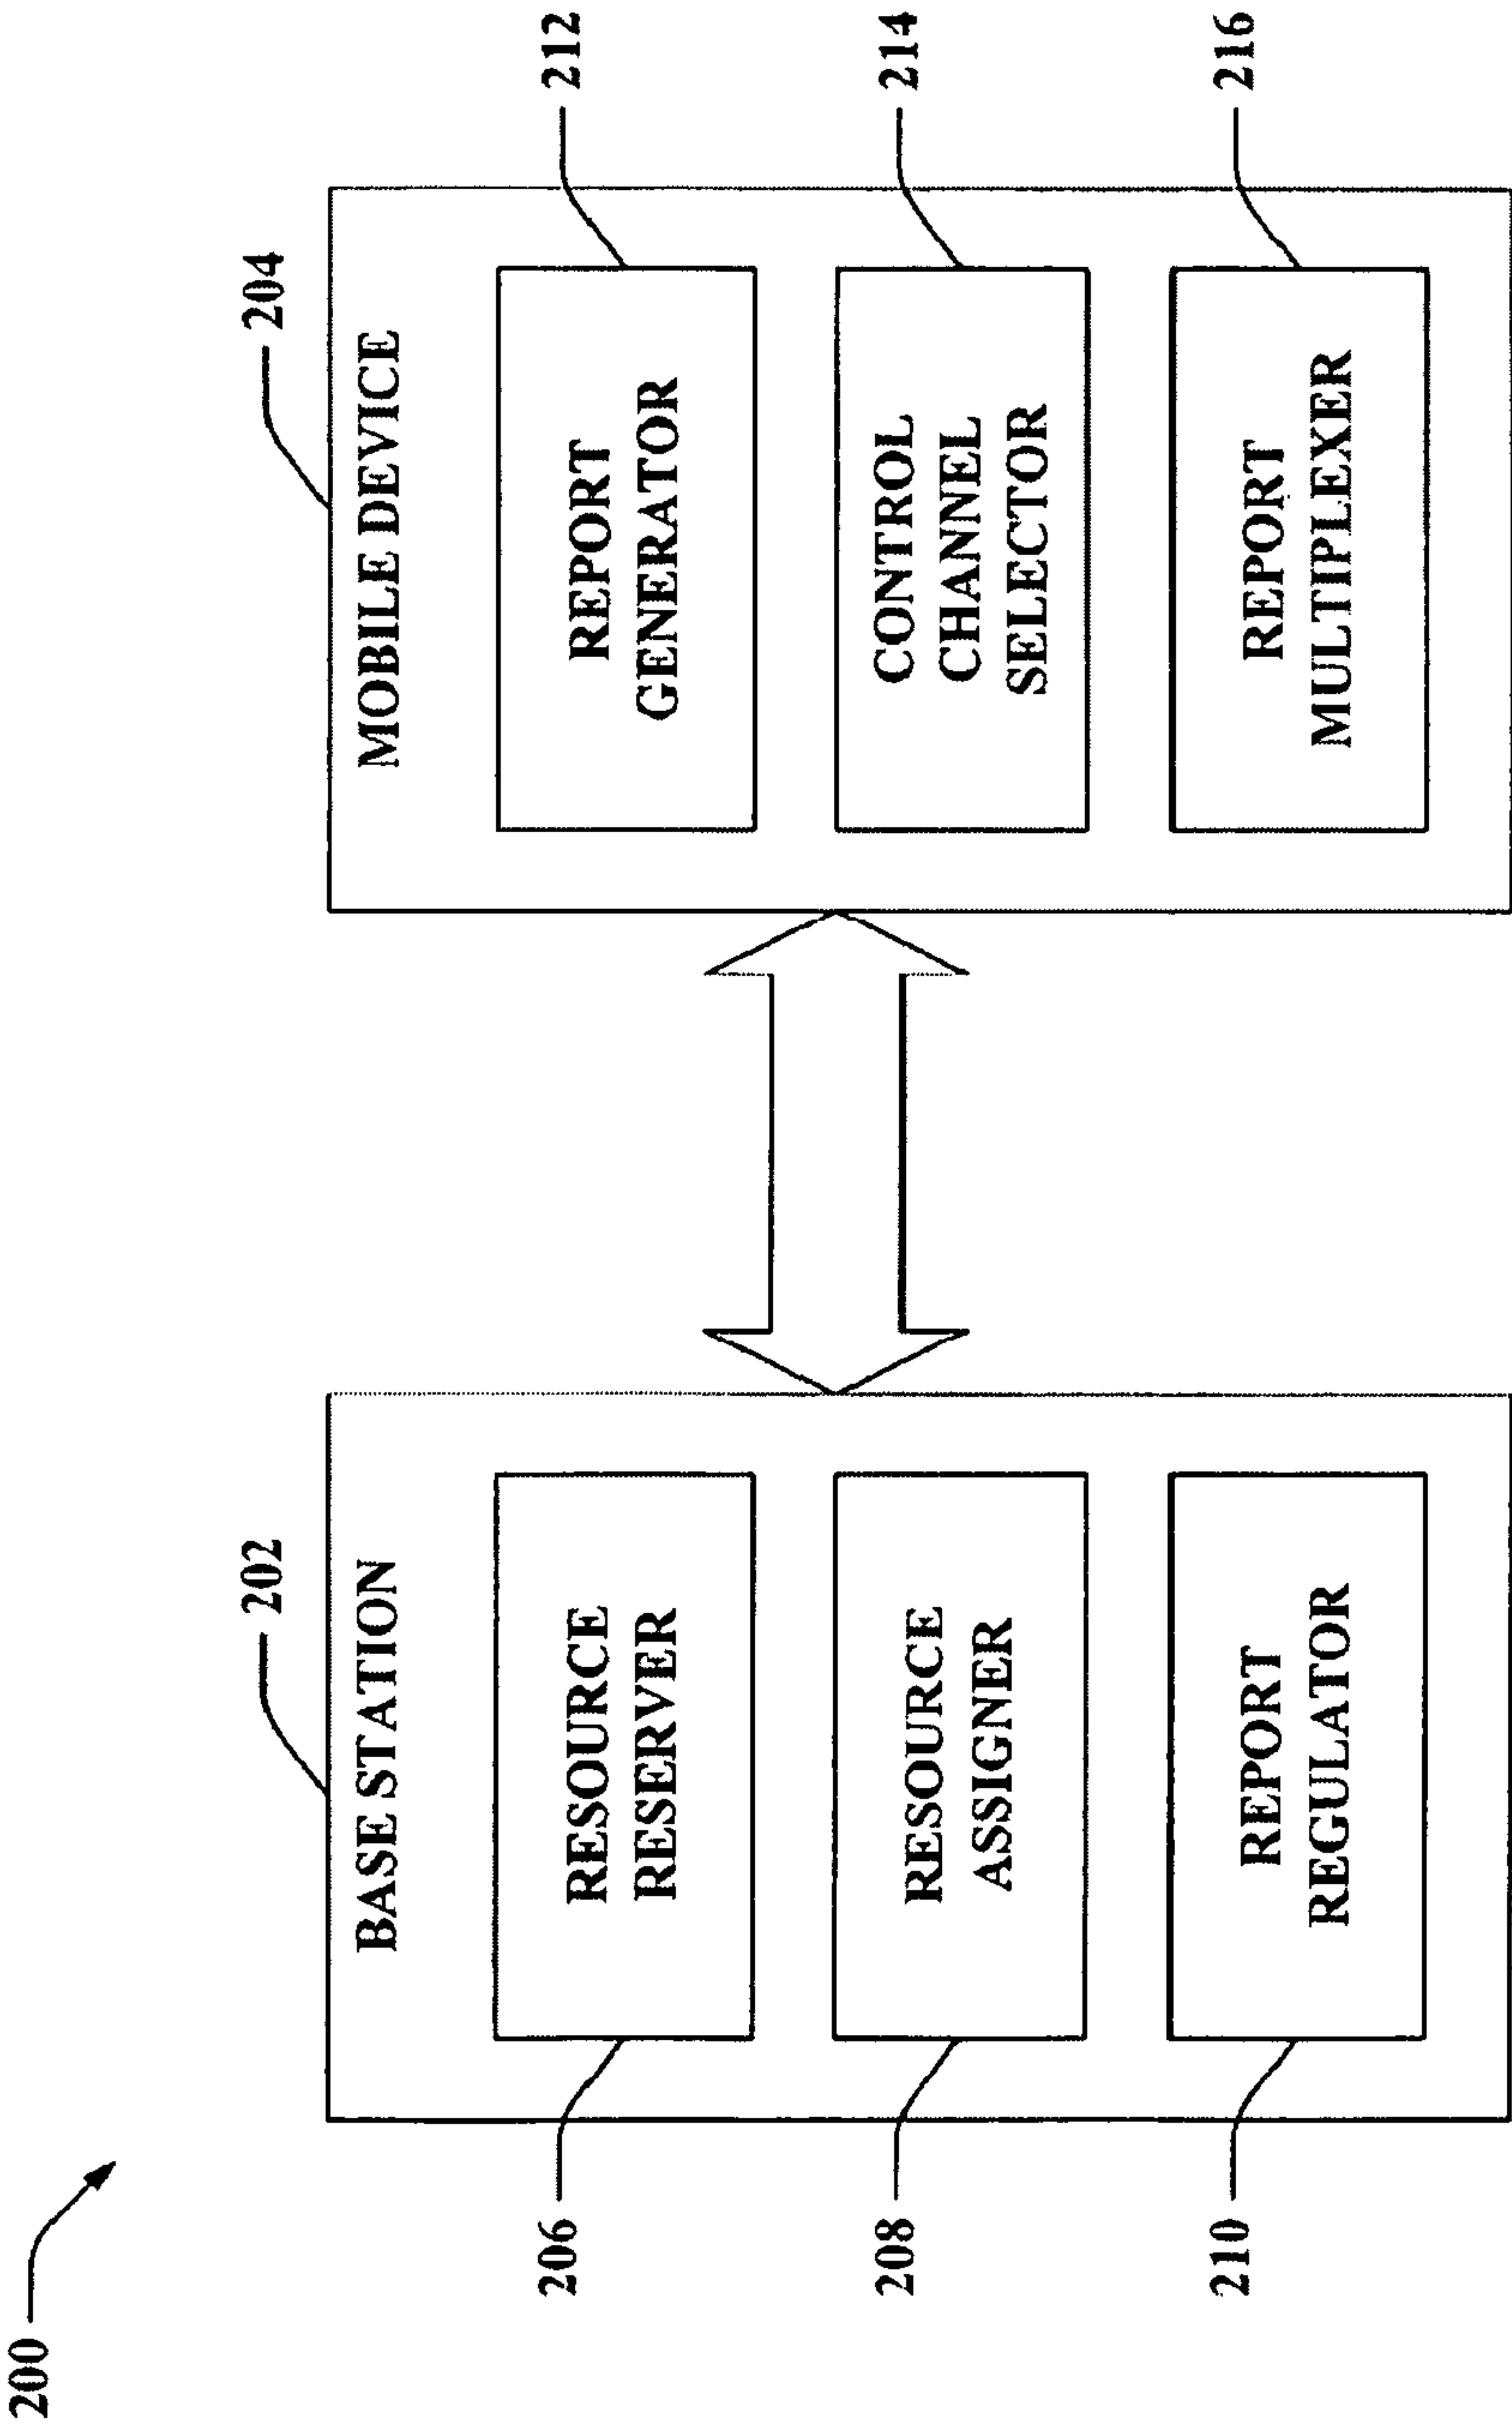 200
202
BASE STATION
206
RESOURCE
RESERVER
208
RESOURCE
ASSIGNER
210
REPORT
REGULATOR
204
MOBILE DEVICE
REPORT
GENERATOR
212
CONTROL
CHANNEL
SELECTOR
214
REPORT
MULTIPLEXER
216